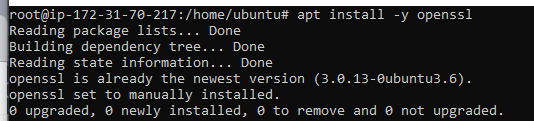 root@ip-172-31-70-217:/home/ubuntu# apt install -y openssl
Reading package lists... Done
Building dependency tree... Done
Reading state information... Done
openssl is already the newest version (3.0.13-0ubuntu3.6).
openssl set to manually installed.
0 upgraded, 0 newly installed, 0 to remove and 0 not upgraded.